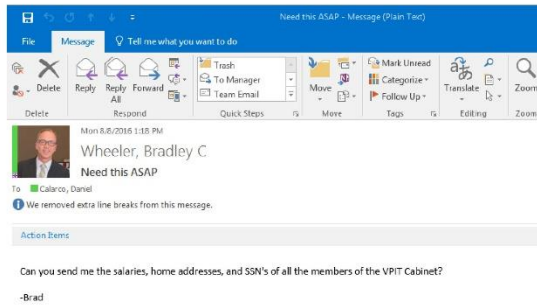 Need this ASAP - Message (Plain Text)
File Message Tell me what you want to do
Delete Reply Reply All Forward
Trash
To Manager
Team Email
Move
Mark Unread
Categorize
Follow Up
Translate
Zoom
Delete Respond Quick Steps Move Tags Editing Zoom
Mon 8/8/2016 1:18 PM
Wheeler, Bradley C
Need this ASAP
To Calarco, Daniel
We removed extra line breaks from this message.
Action Items
Can you send me the salaries, home addresses, and SSN's of all the members of the VPIT Cabinet?
-Brad